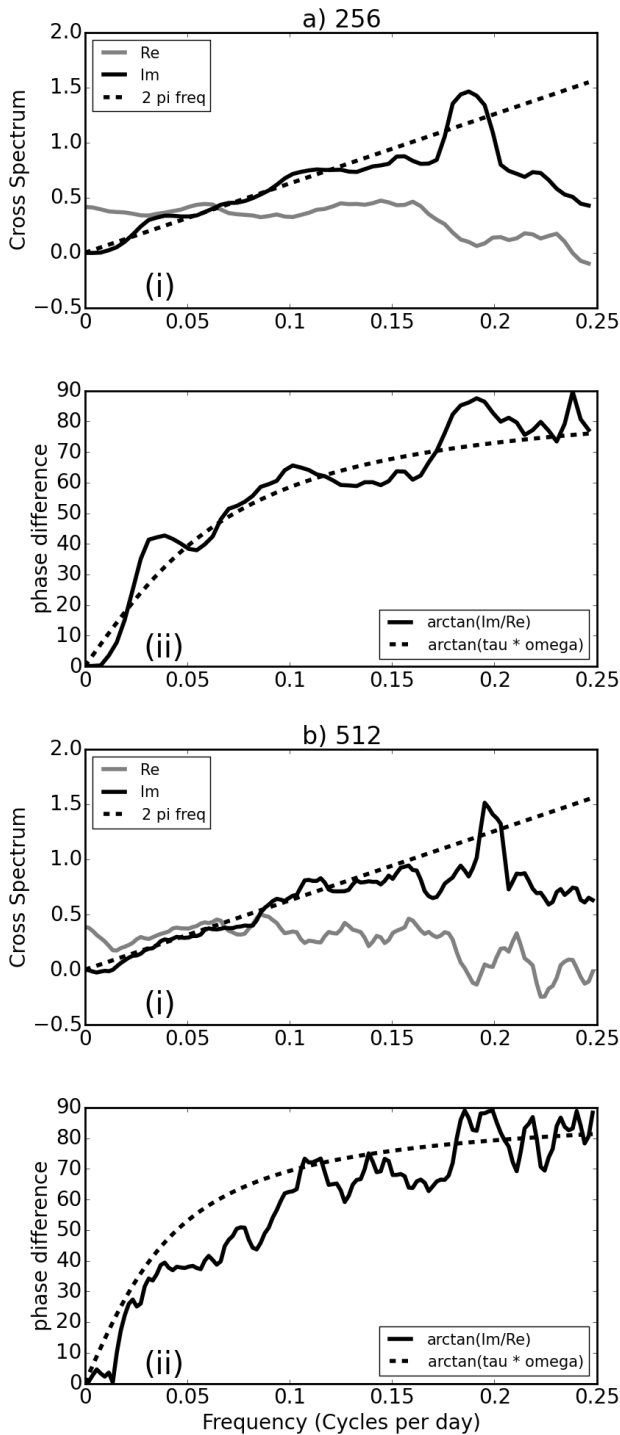 a) 256
2.0
1.5
1.0
0.5
0.0
−0.5
Cross Spectrum
Re
Im
2 pi freq
(i)
0 0.05 0.1 0.15 0.2 0.25
90
80
70
60
50
40
30
20
10
0
phase difference
(ii)
arctan(Im/Re)
arctan(tau * omega)
0 0.05 0.1 0.15 0.2 0.25
b) 512
2.0
1.5
1.0
0.5
0.0
−0.5
Cross Spectrum
Re
Im
2 pi freq
(i)
0 0.05 0.1 0.15 0.2 0.25
90
80
70
60
50
40
30
20
10
0
phase difference
(ii)
arctan(Im/Re)
arctan(tau * omega)
0 0.05 0.1 0.15 0.2 0.25
Frequency (Cycles per day)